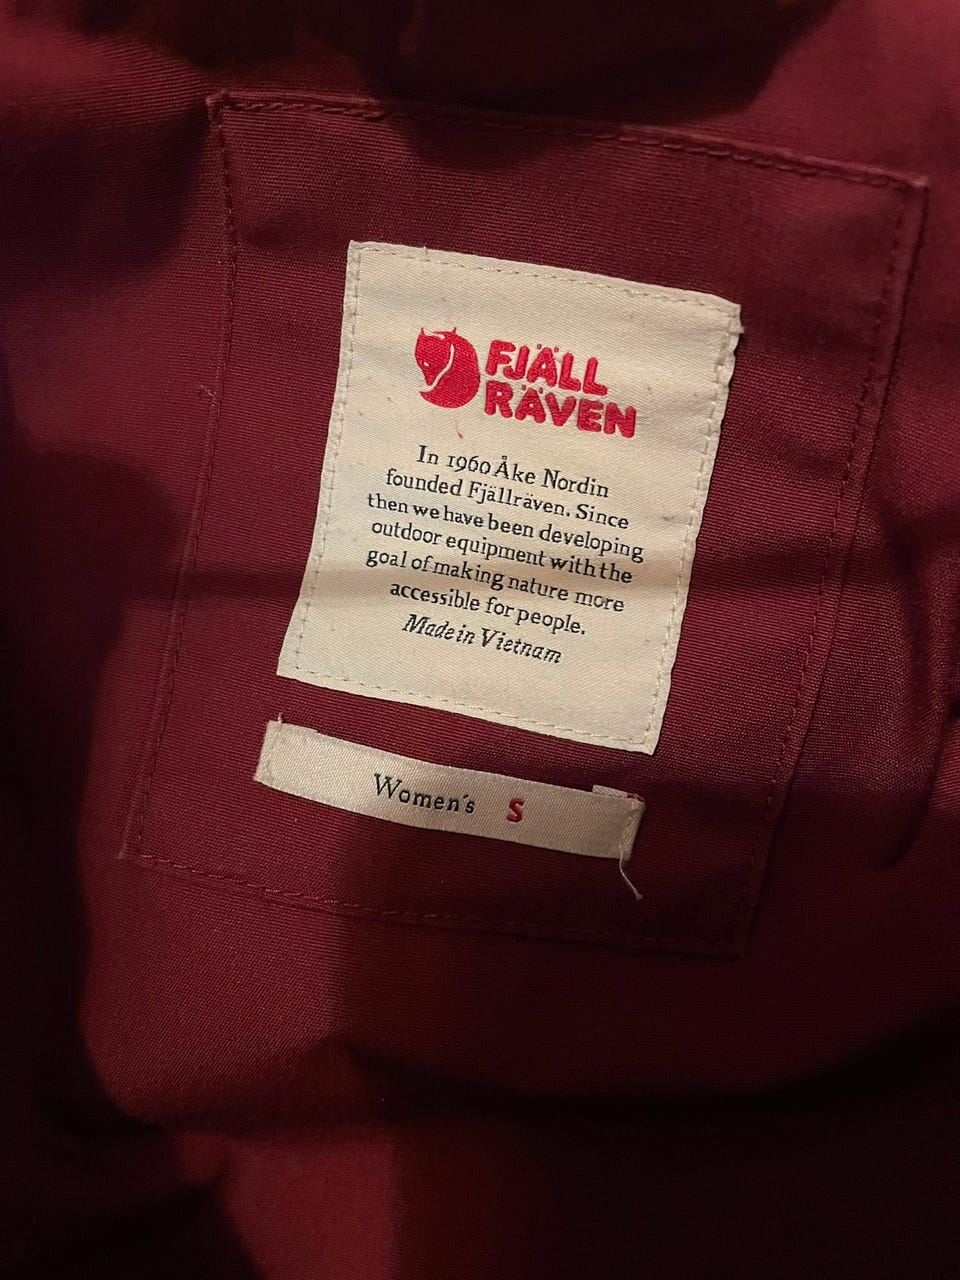 FJÄLL
RÄVEN
In 1960 Åke Nordin
founded Fjällräven. Since
then we have been developing
outdoor equipment with the
goal of making nature more
accessible for people.
Made in Vietnam
Women's S